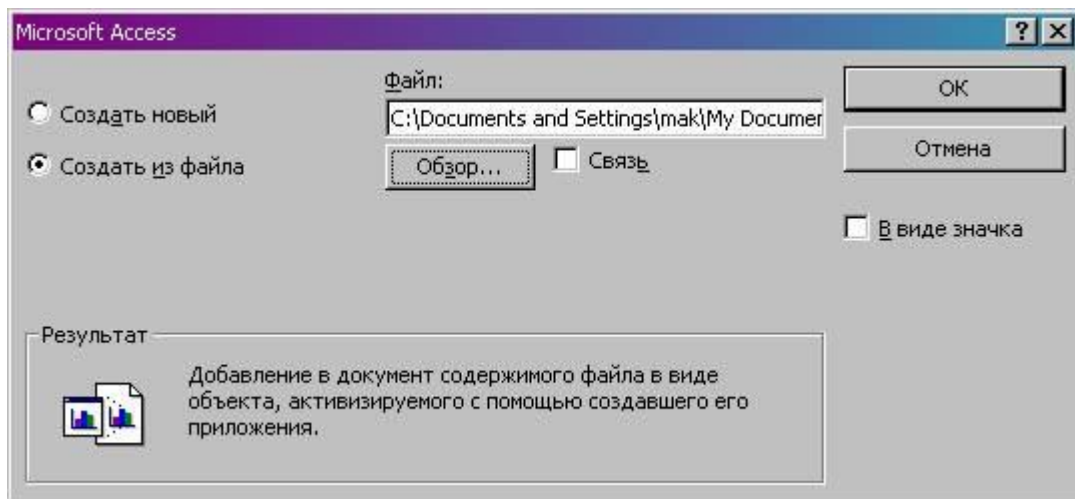 Microsoft Access
Создать новый
Создать из файла
Файл:
C:\Documents and Settings\mak\My Documen
Обзор...
Связь
ОК
Отмена
В виде значка
Результат
Добавление в документ содержимого файла в виде
объекта, активизируемого с помощью создавшего его
приложения.